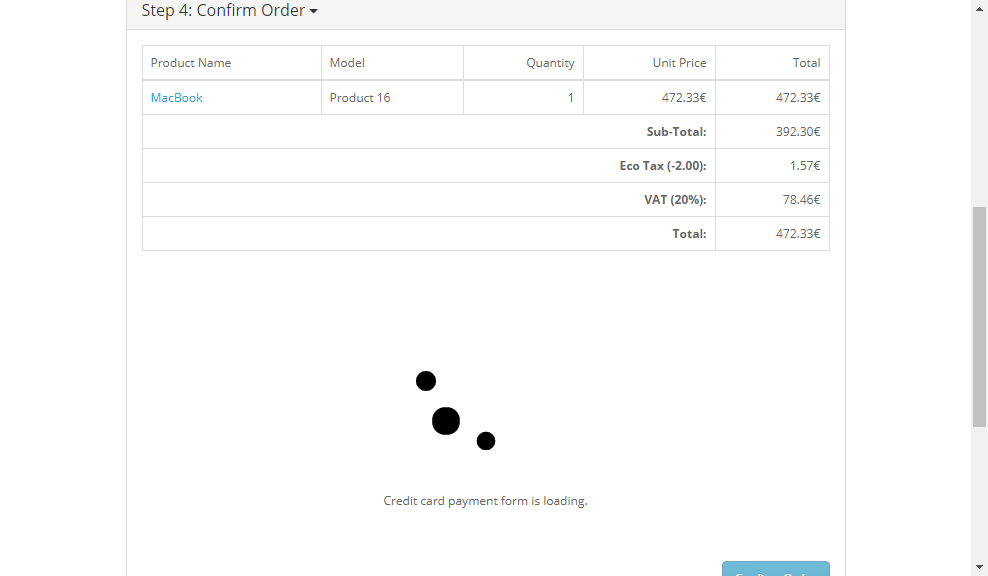 Step 4: Confirm Order
Product Name Model Quantity Unit Price Total
MacBook Product 16 1 472.33€ 472.33€
Sub-Total: 392.30€
Eco Tax (-2.00): 1.57€
VAT (20%): 78.46€
Total: 472.33€
Credit card payment form is loading.